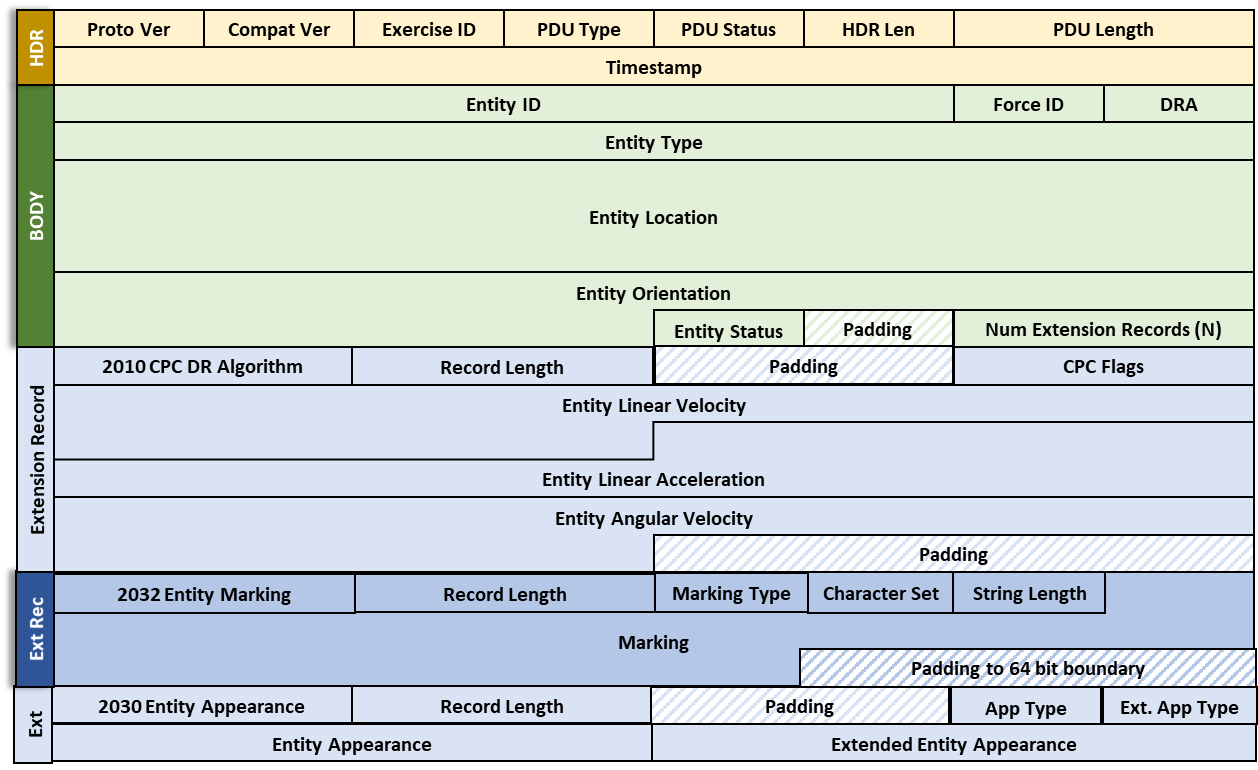 HDR
Proto Ver
Compat Ver
Exercise ID
PDU Type
PDU Status
HDR Len
PDU Length
Timestamp
BODY
Entity ID
Force ID
DRA
Entity Type
Entity Location
Entity Orientation
Entity Status
Padding
Num Extension Records (N)
Extension Record
2010 CPC DR Algorithm
Record Length
Padding
CPC Flags
Entity Linear Velocity
Entity Linear Acceleration
Entity Angular Velocity
Padding
Ext Rec
2032 Entity Marking
Record Length
Marking Type
Character Set
String Length
Marking
Padding to 64 bit boundary
Ext
2030 Entity Appearance
Record Length
Padding
App Type
Ext. App Type
Entity Appearance
Extended Entity Appearance